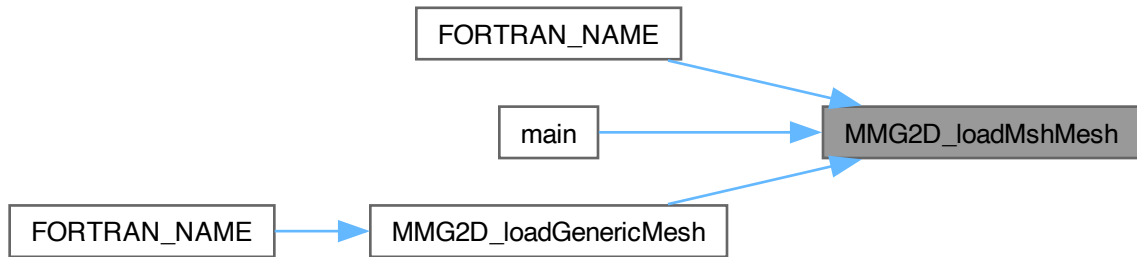 FORTRAN_NAME
main
MMG2D_loadMshMesh
FORTRAN_NAME
MMG2D_loadGenericMesh